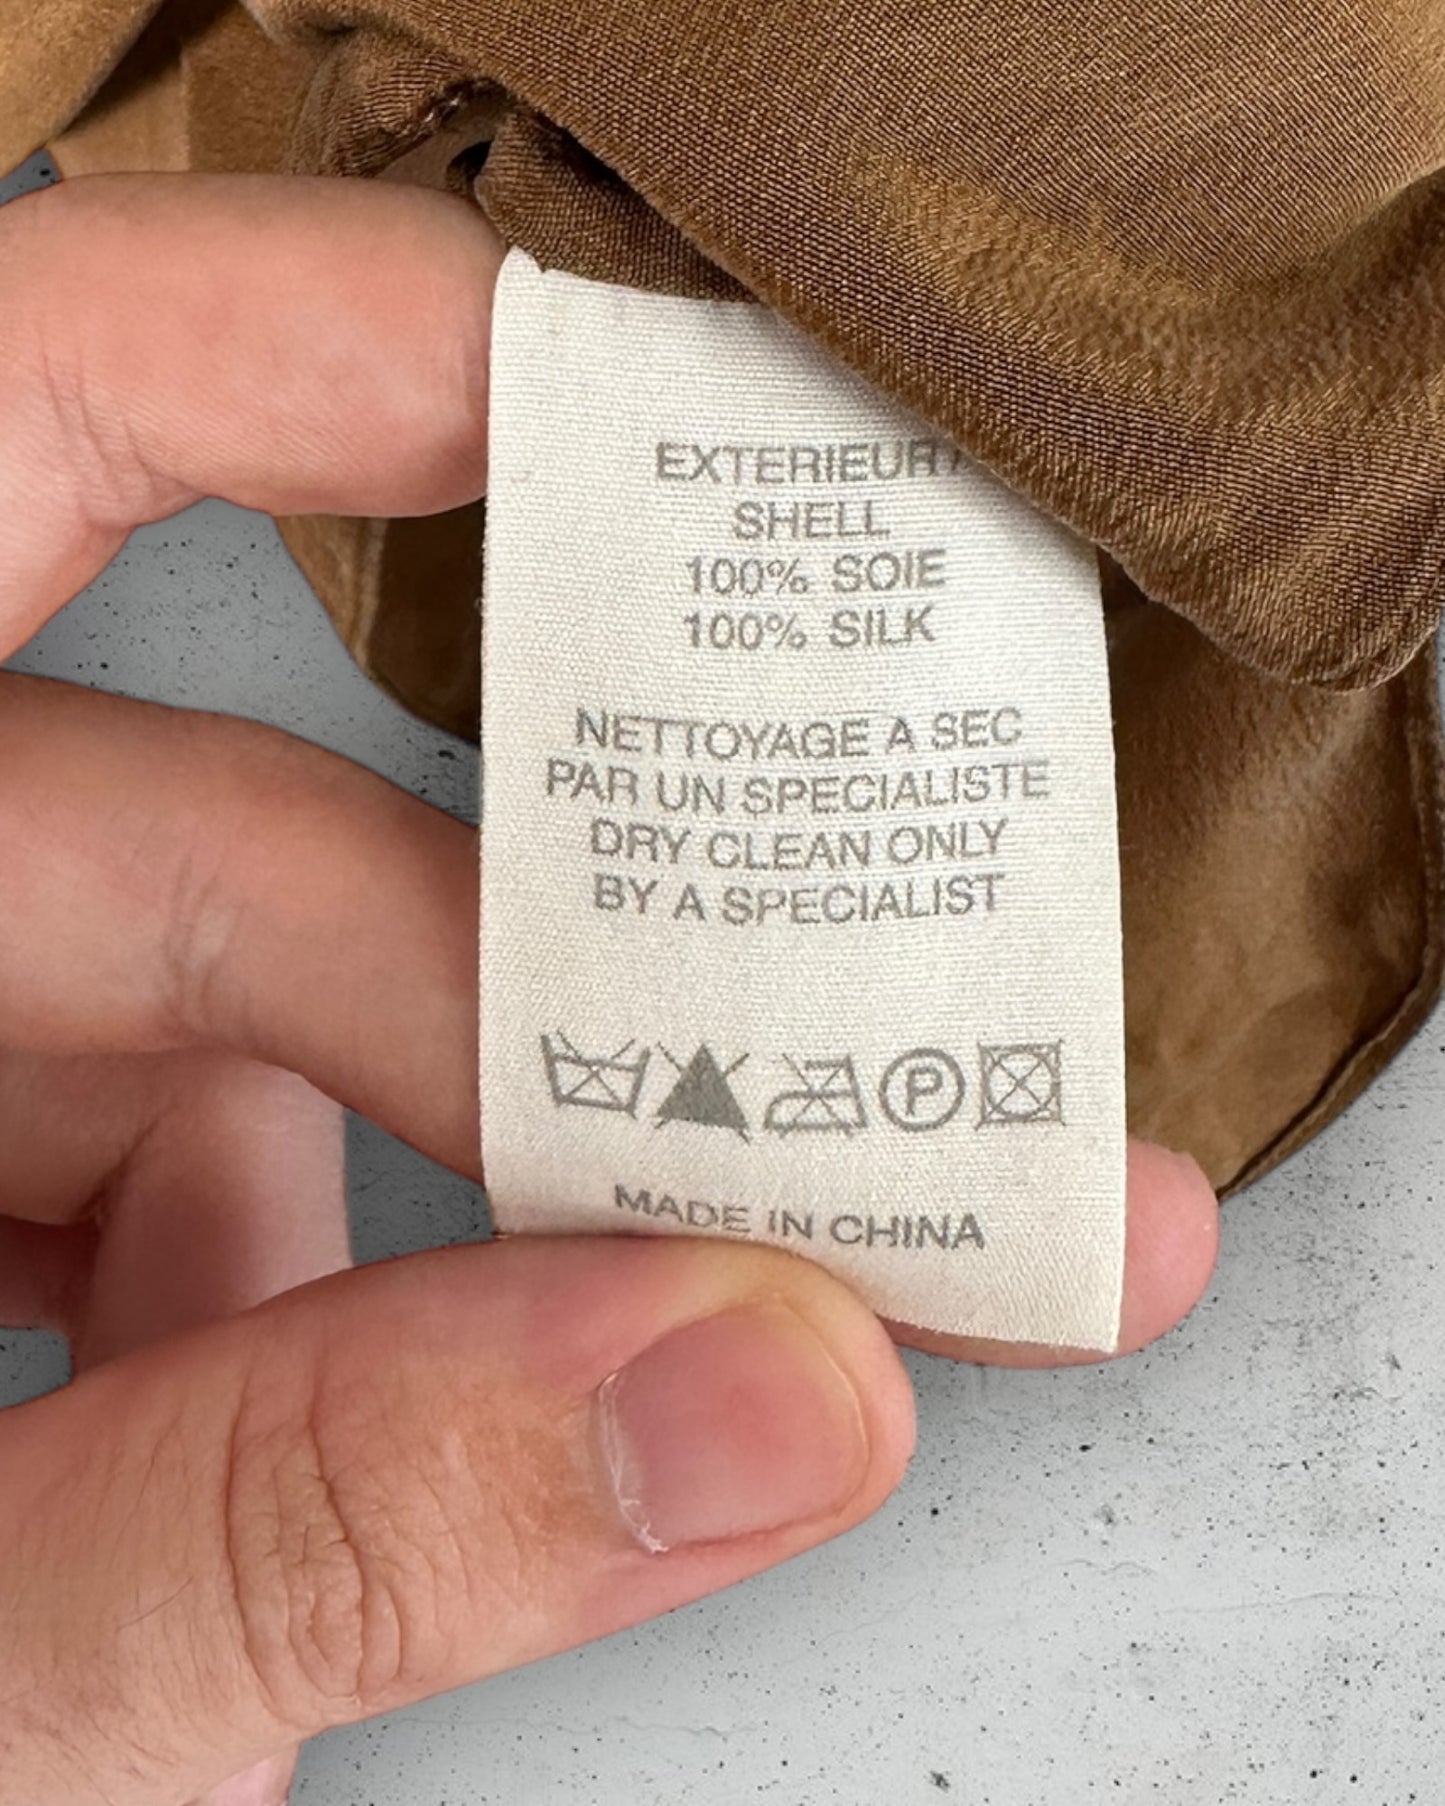 EXTERIEUR/
SHELL
100% SOIE
100% SILK
NETTOYAGE A SEC
PAR UN SPECIALISTE
DRY CLEAN ONLY
BY A SPECIALIST
P
MADE IN CHINA